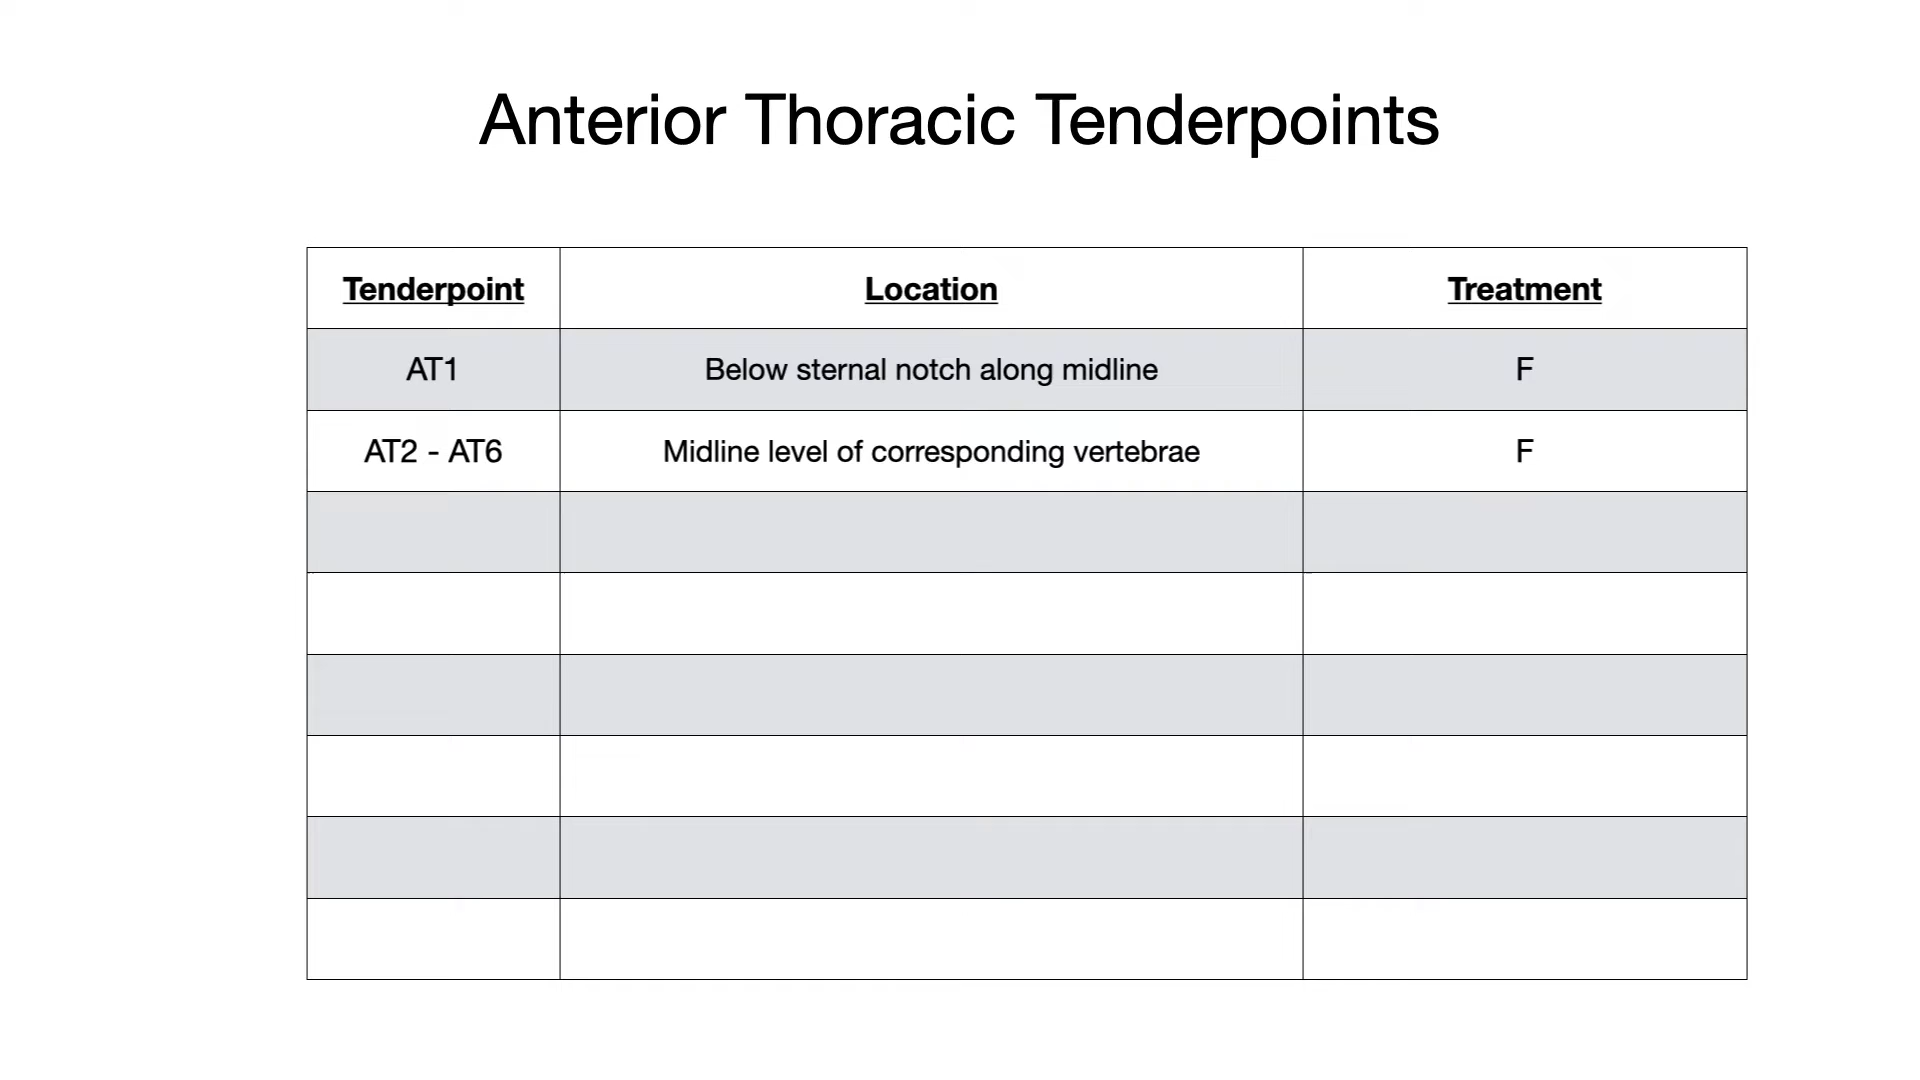 Anterior Thoracic Tenderpoints
Tenderpoint Location Treatment
AT1 Below sternal notch along midline F
AT2 - AT6 Midline level of corresponding vertebrae F